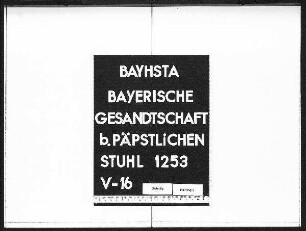 BAYHSTA
BAYERISCHE
GESANDTSCHAFT
b. PÄPSTLICHEN
STUHL 1253
V-16